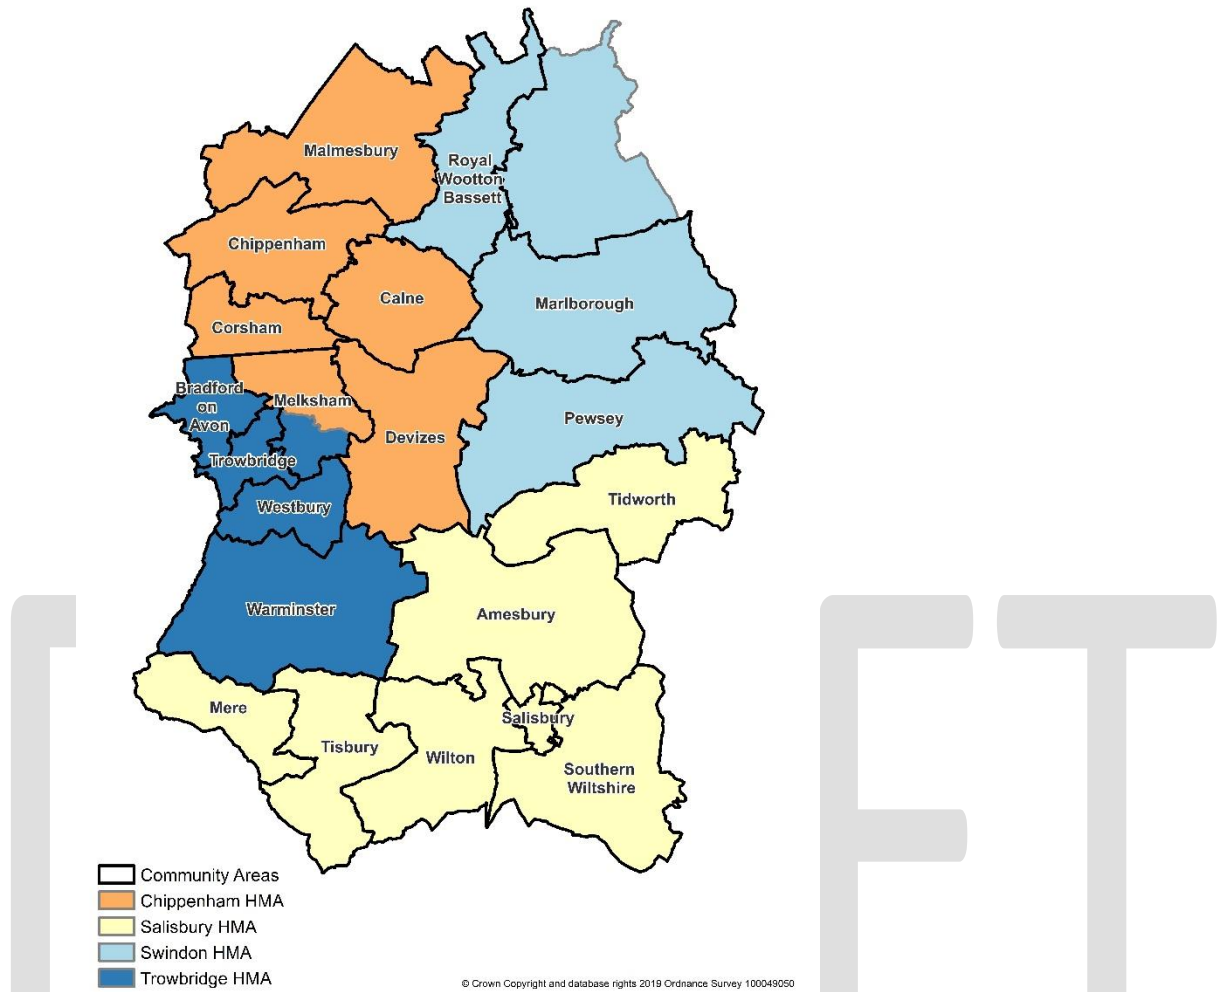 Malmesbury
Royal
Wootton
Bassett
Chippenham
Calne
Marlborough
Corsham
Bradford
on
Avon
Melksham
Pewsey
Devizes
Trowbridge
Tidworth
Westbury
Warminster
Amesbury
Mere
Salisbury
Tisbury
Wilton
Southern
Wiltshire
Community Areas
Chippenham HMA
Salisbury HMA
Swindon HMA
Trowbridge HMA
© Crown Copyright and database rights 2019 Ordnance Survey 100049050
FT